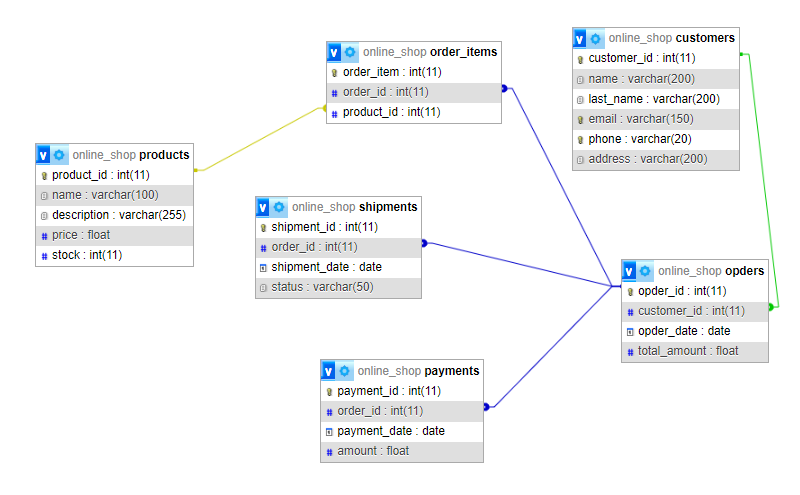 online_shop order_items
order_item : int(11)
order_id : int(11)
product_id : int(11)
online_shop customers
customer_id : int(11)
name : varchar(200)
last_name : varchar(200)
email : varchar(150)
phone : varchar(20)
address : varchar(200)
online_shop products
product_id : int(11)
name : varchar(100)
description : varchar(255)
price : float
stock : int(11)
online_shop shipments
shipment_id : int(11)
order_id : int(11)
shipment_date : date
status : varchar(50)
online_shop opders
opder_id : int(11)
customer_id : int(11)
opder_date : date
total_amount : float
online_shop payments
payment_id : int(11)
order_id : int(11)
payment_date : date
amount : float